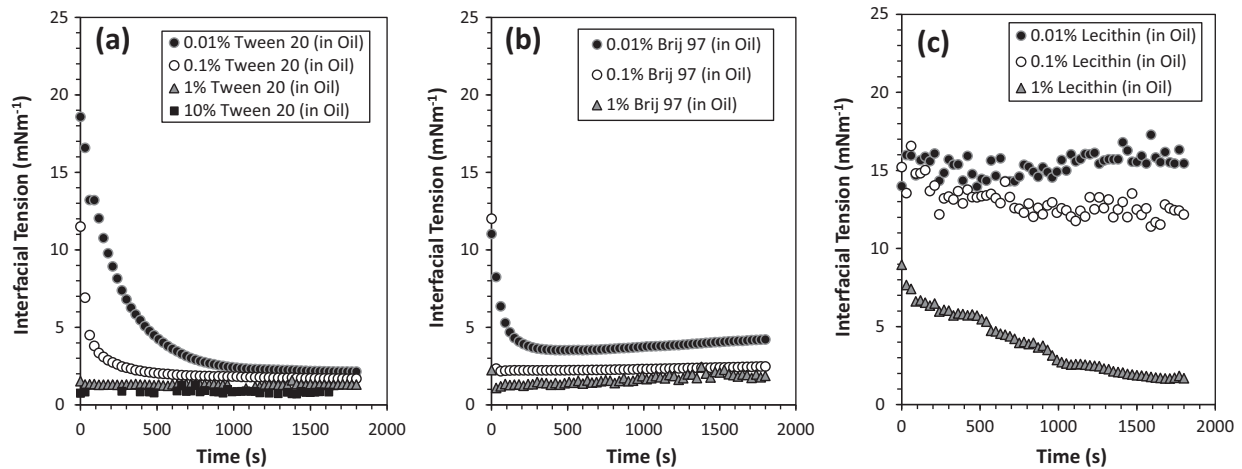 (a)
0.01% Tween 20 (in Oil)
0.1% Tween 20 (in Oil)
1% Tween 20 (in Oil)
10% Tween 20 (in Oil)
Interfacial Tension (mNm⁻¹)
25
20
15
10
5
0
0 500 1000 1500 2000
Time (s)
(b)
0.01% Brij 97 (in Oil)
0.1% Brij 97 (in Oil)
1% Brij 97 (in Oil)
Interfacial Tension (mNm⁻¹)
25
20
15
10
5
0
0 500 1000 1500 2000
Time (s)
(c)
0.01% Lecithin (in Oil)
0.1% Lecithin (in Oil)
1% Lecithin (in Oil)
Interfacial Tension (mNm⁻¹)
25
20
15
10
5
0
0 500 1000 1500 2000
Time (s)